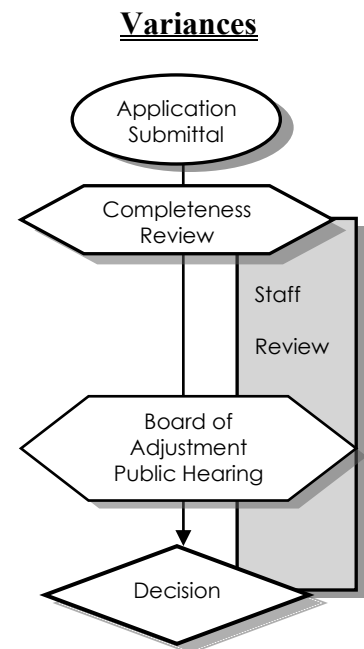 Variances
Application
Submittal
Completeness
Review
Staff
Review
Board of
Adjustment
Public Hearing
Decision